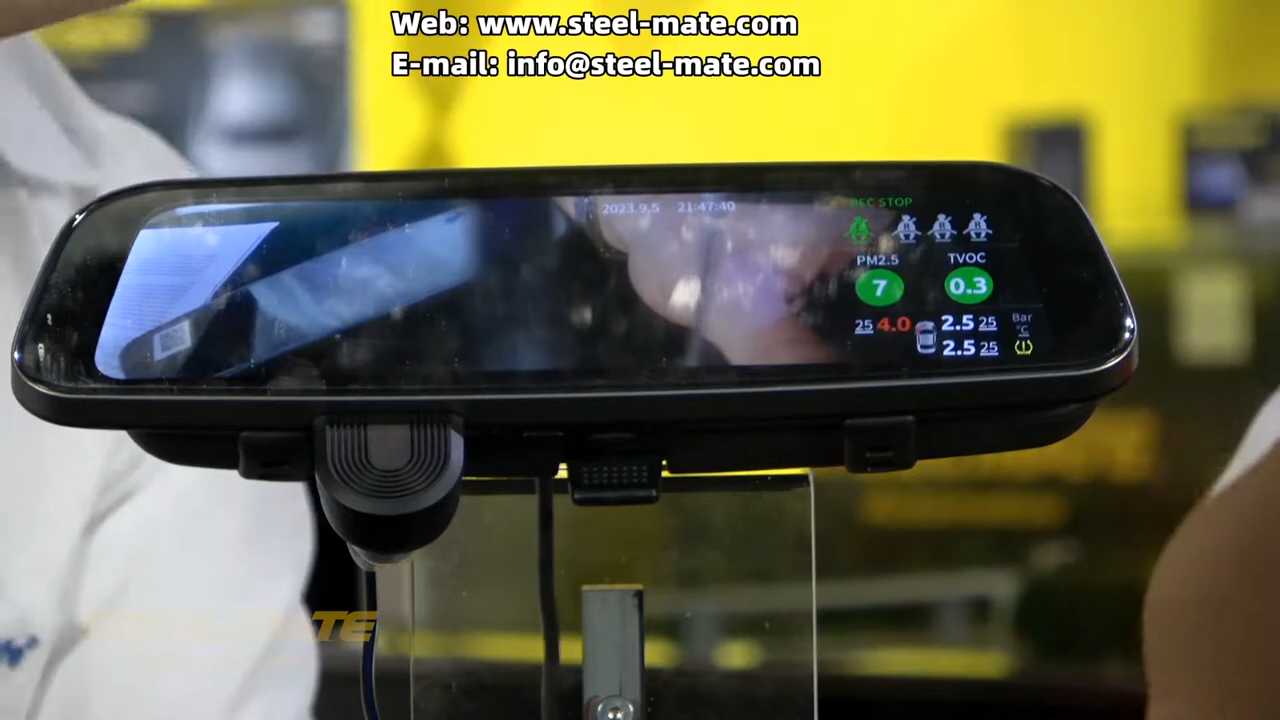 Web: www.steel-mate.com
E-mail: info@steel-mate.com
2023.9.5 21:47:40
REC STOP
PM2.5 TVOC
7 0.3
25 4.0 2.5 25 Bar
°C
2.5 25
TE